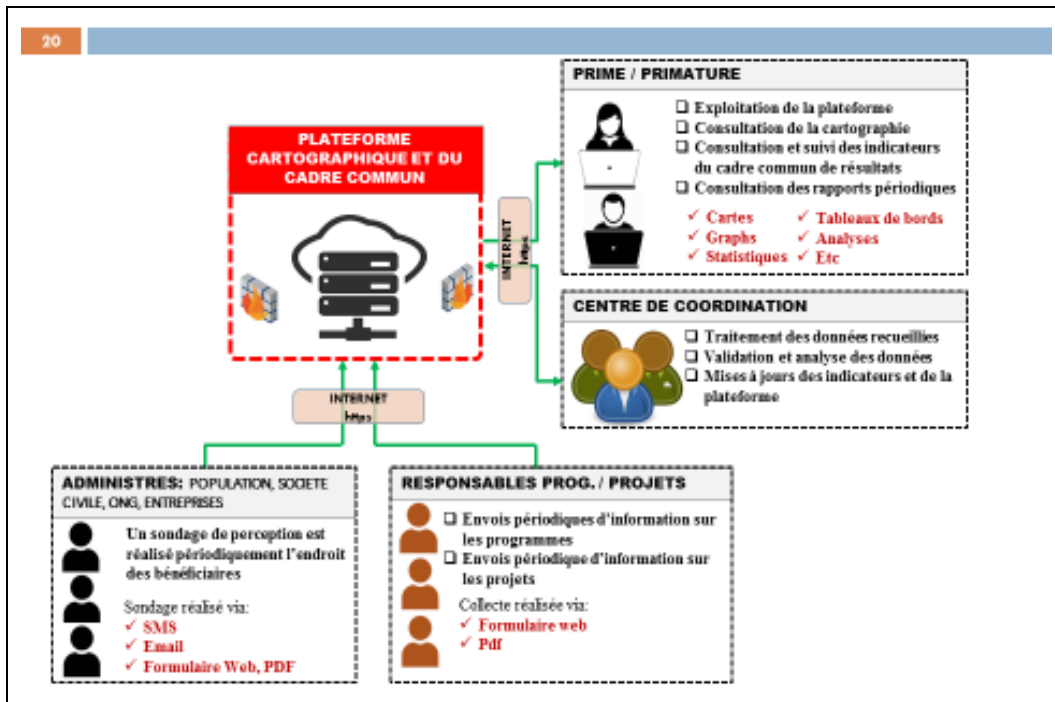 20
PRIME / PRIMATURE
❑ Exploitation de la plateforme
❑ Consultation de la cartographie
❑ Consultation et suivi des indicateurs
du cadre commun de résultats
❑ Consultation des rapports périodiques
✓ Cartes
✓ Tableaux de bords
✓ Graphs
✓ Analyses
✓ Statistiques
✓ Etc
PLATEFORME
CARTOGRAPHIQUE ET DU
CADRE COMMUN
INTERNET
https
CENTRE DE COORDINATION
❑ Traitement des données recueillies
❑ Validation et analyse des données
❑ Mises à jours des indicateurs et de la
plateforme
INTERNET
https
ADMINISTRES: POPULATION, SOCIETE
CIVILE, ONG, ENTREPRISES
Un sondage de perception est
réalisé périodiquement l’endroit
des bénéficiaires
Sondage réalisé via:
✓ SMS
✓ Email
✓ Formulaire Web, PDF
RESPONSABLES PROG. / PROJETS
❑ Envois périodiques d’information sur
les programmes
❑ Envois périodique d’information sur
les projets
Collecte réalisée via:
✓ Formulaire web
✓ Pdf